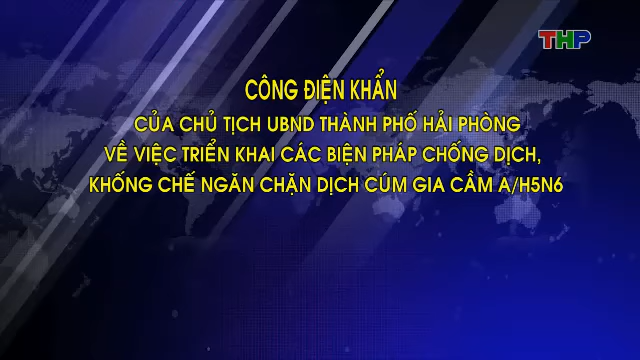 THP
CÔNG ĐIỆN KHẨN
CỦA CHỦ TỊCH UBND THÀNH PHỐ HẢI PHÒNG
VỀ VIỆC TRIỂN KHAI CÁC BIỆN PHÁP CHỐNG DỊCH,
KHỐNG CHẾ NGĂN CHẶN DỊCH CÚM GIA CẦM A/H5N6